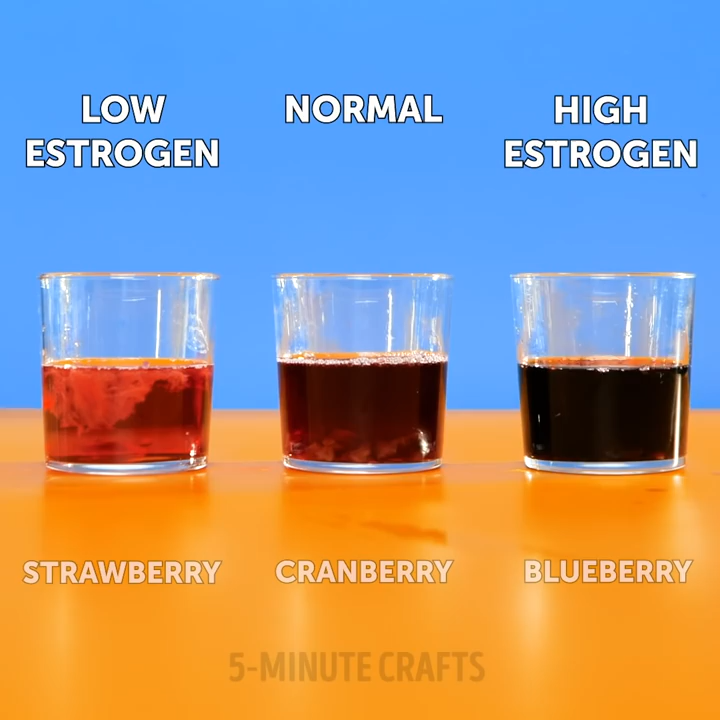 LOW
ESTROGEN
NORMAL
HIGH
ESTROGEN
STRAWBERRY
CRANBERRY
BLUEBERRY
5-MINUTE CRAFTS